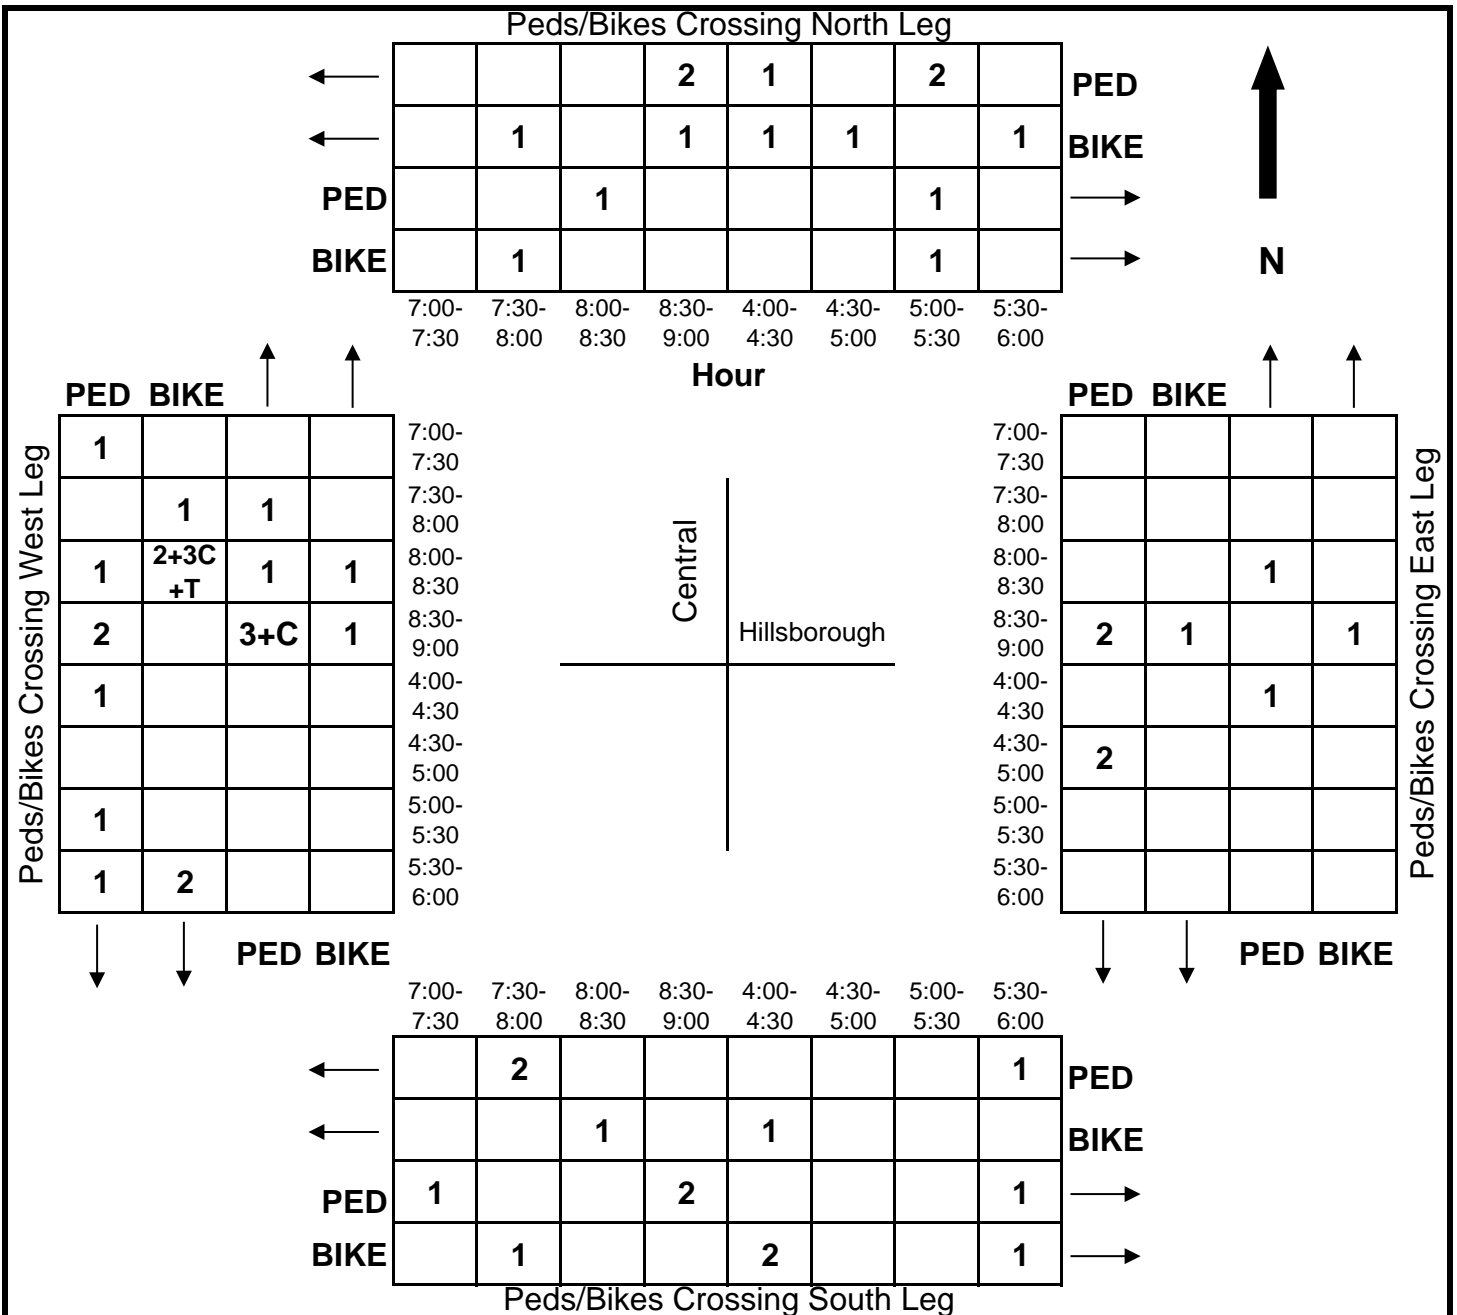 Peds/Bikes Crossing North Leg
2 1 2 PED
1 1 1 1 1 BIKE
PED 1 1
BIKE 1 1
N
7:00- 7:30- 8:00- 8:30- 4:00- 4:30- 5:00- 5:30-
7:30 8:00 8:30 9:00 4:30 5:00 5:30 6:00
Hour
PED BIKE
Peds/Bikes Crossing West Leg
1
1 1
1 2+3C 1 1
+T
2 3+C 1
1
1
1 2
PED BIKE
7:00-
7:30
7:30-
8:00
8:00-
8:30
8:30-
9:00
4:00-
4:30
4:30-
5:00
5:00-
5:30
5:30-
6:00
Central
Hillsborough
7:00-
7:30
7:30-
8:00
8:00-
8:30
8:30-
9:00
4:00-
4:30
4:30-
5:00
5:00-
5:30
5:30-
6:00
PED BIKE
1
2 1 1
1
2
PED BIKE
Peds/Bikes Crossing East Leg
7:00- 7:30- 8:00- 8:30- 4:00- 4:30- 5:00- 5:30-
7:30 8:00 8:30 9:00 4:30 5:00 5:30 6:00
2 1 PED
1 1 BIKE
PED 1 2 1
BIKE 1 2 1
Peds/Bikes Crossing South Leg